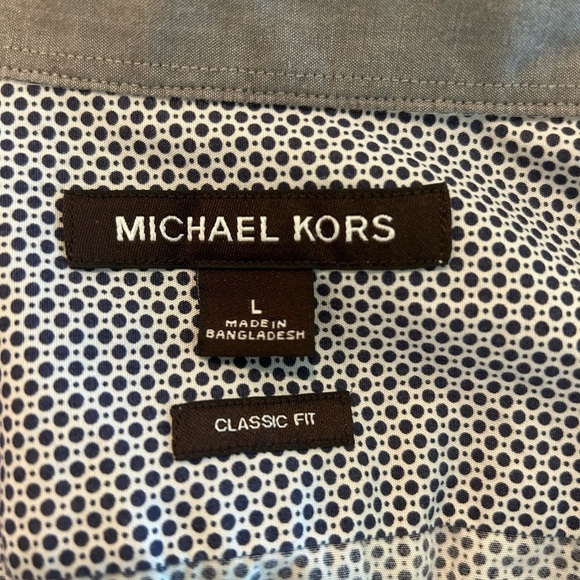 MICHAEL KORS
L
MADE IN
BANGLADESH
CLASSIC FIT